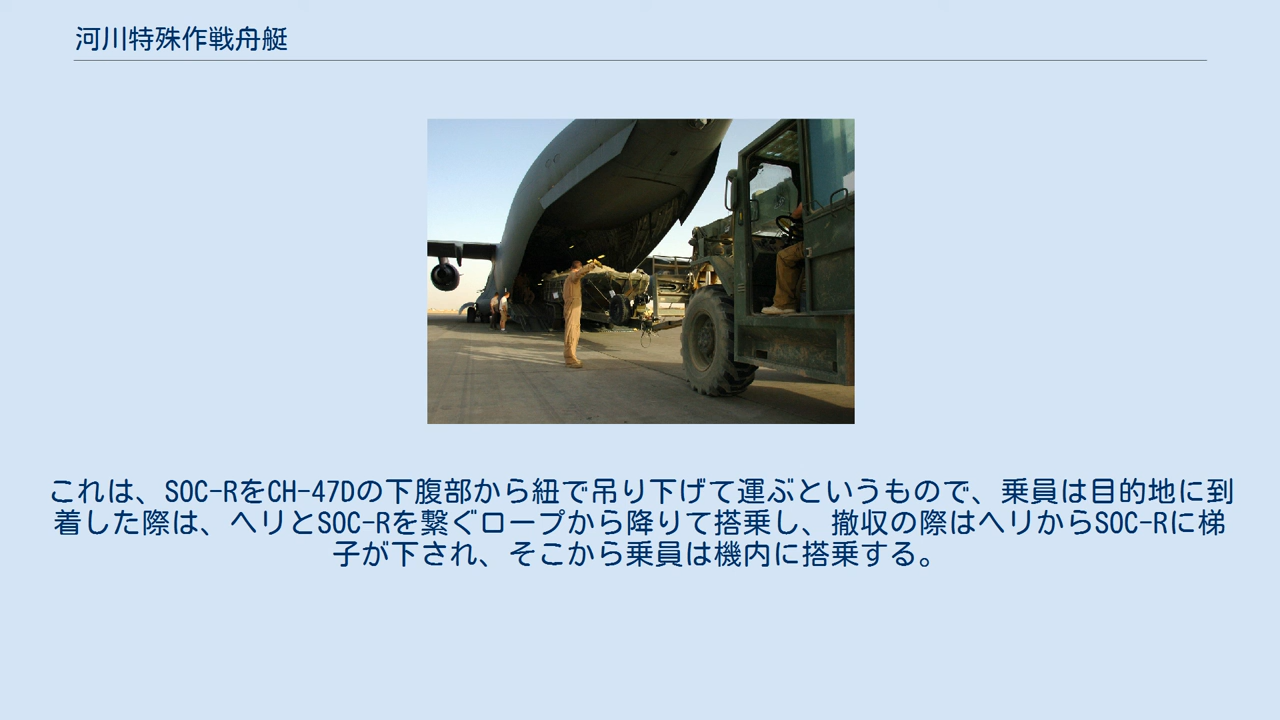 河川特殊作戦舟艇
これは、SOC-RをCH-47Dの下腹部から紐で吊り下げて運ぶというもので、乗員は目的地に到
着した際は、ヘリとSOC-Rを繋ぐロープから降りて搭乗し、撤収の際はヘリからSOC-Rに梯
子が下され、そこから乗員は機内に搭乗する。